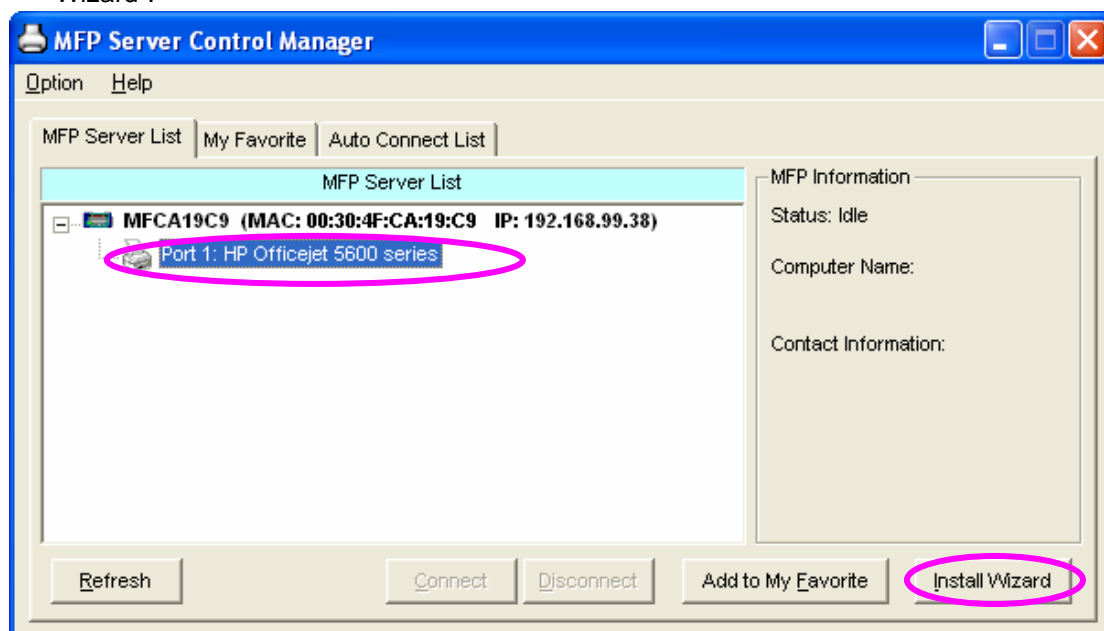 Wizard".
MFP Server Control Manager
Option Help
MFP Server List My Favorite Auto Connect List
MFP Server List
MFCA19C9 (MAC: 00:30:4F:CA:19:C9 IP: 192.168.99.38)
Port 1: HP Officejet 5600 series
MFP Information
Status: Idle
Computer Name:
Contact Information:
Refresh Connect Disconnect Add to My Favorite Install Wizard